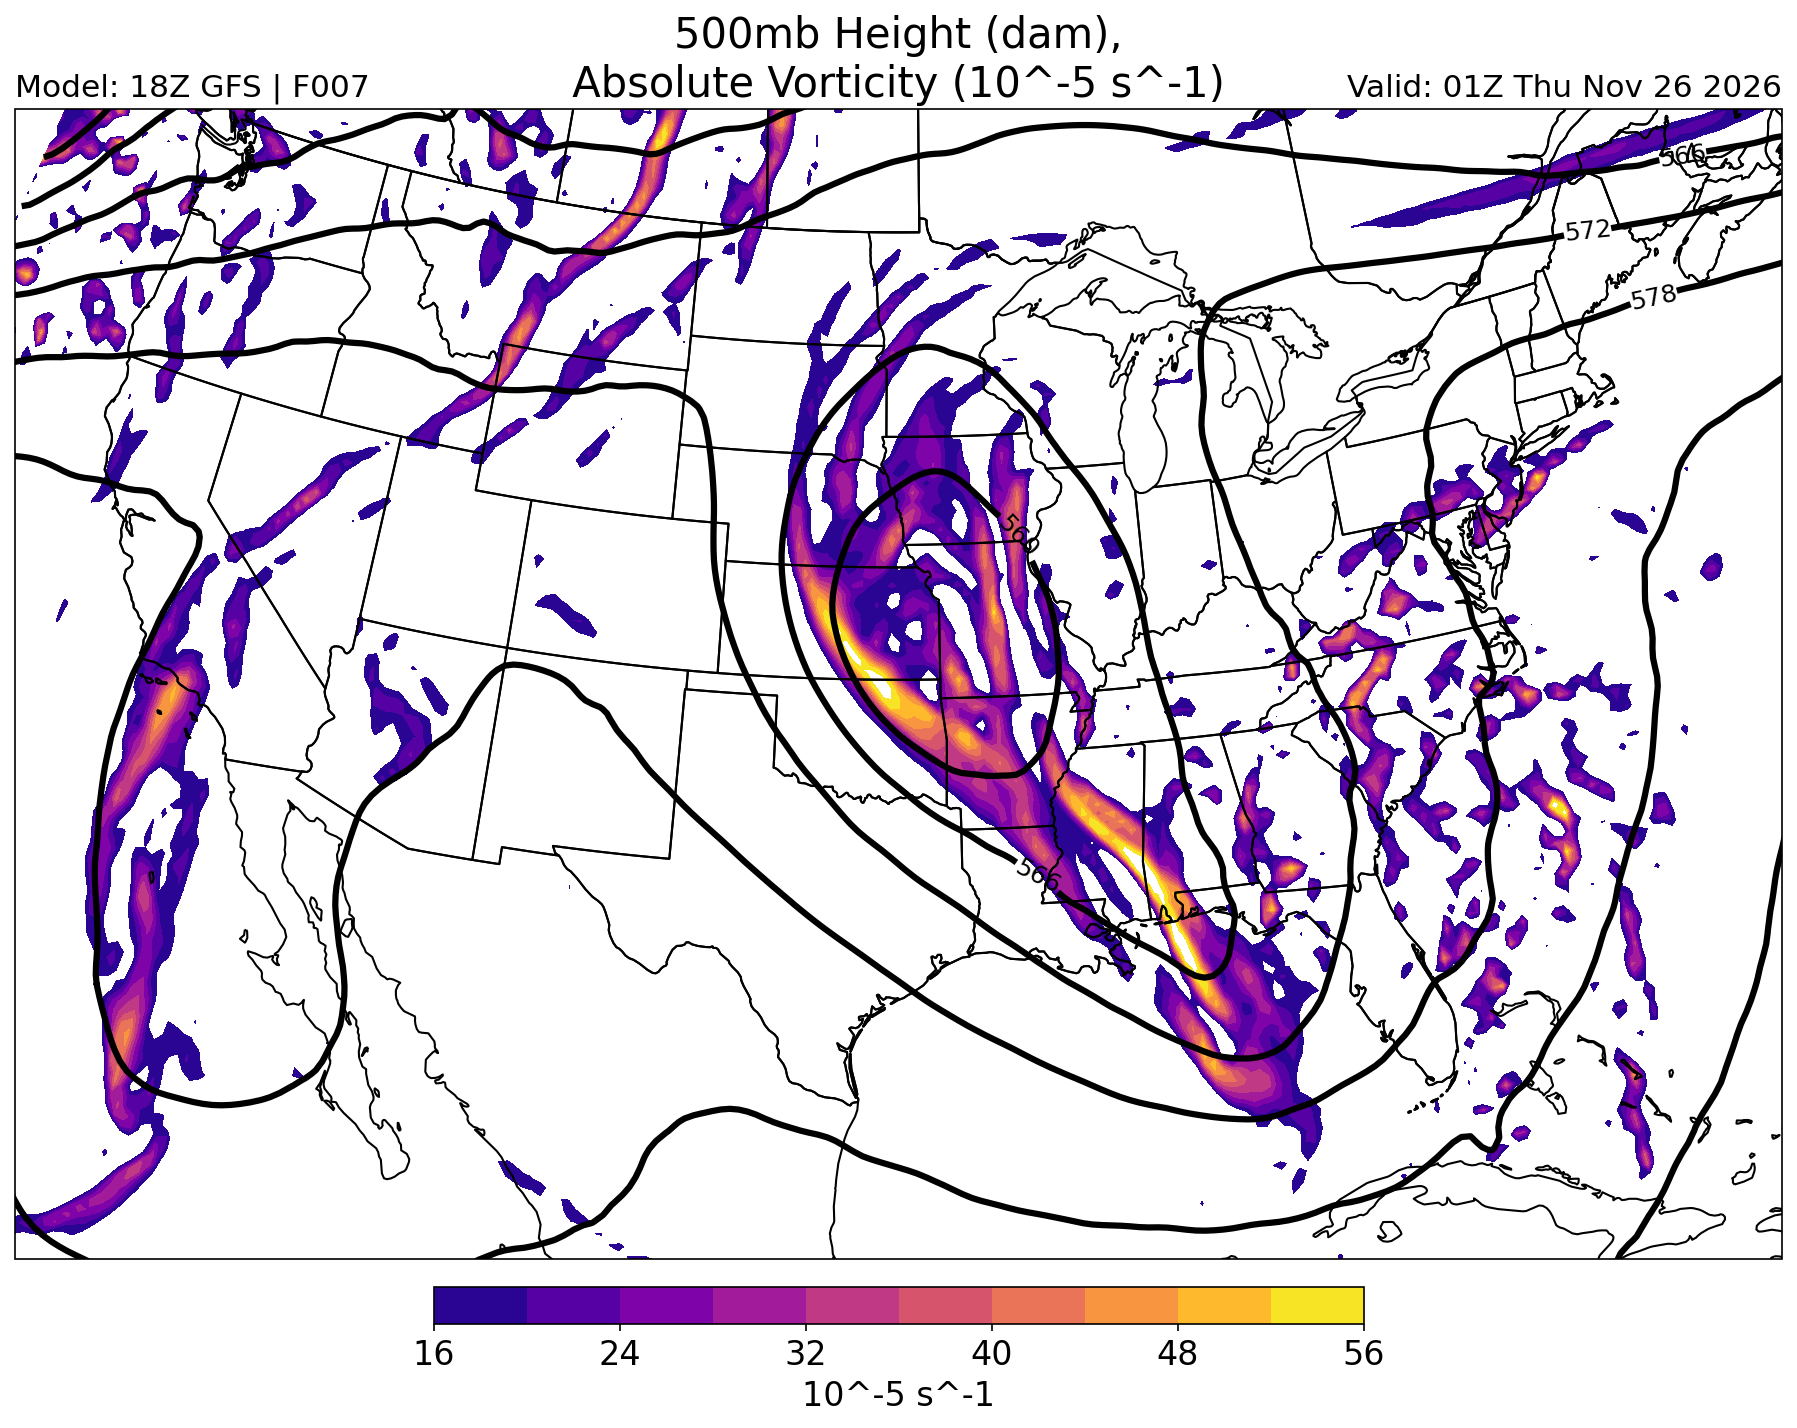 500mb Height (dam),
Absolute Vorticity (10^-5 s^-1)
Model: 18Z GFS | F007
Valid: 01Z Thu Nov 26 2026
566
572
578
560
566
16 24 32 40 48 56
10^-5 s^-1